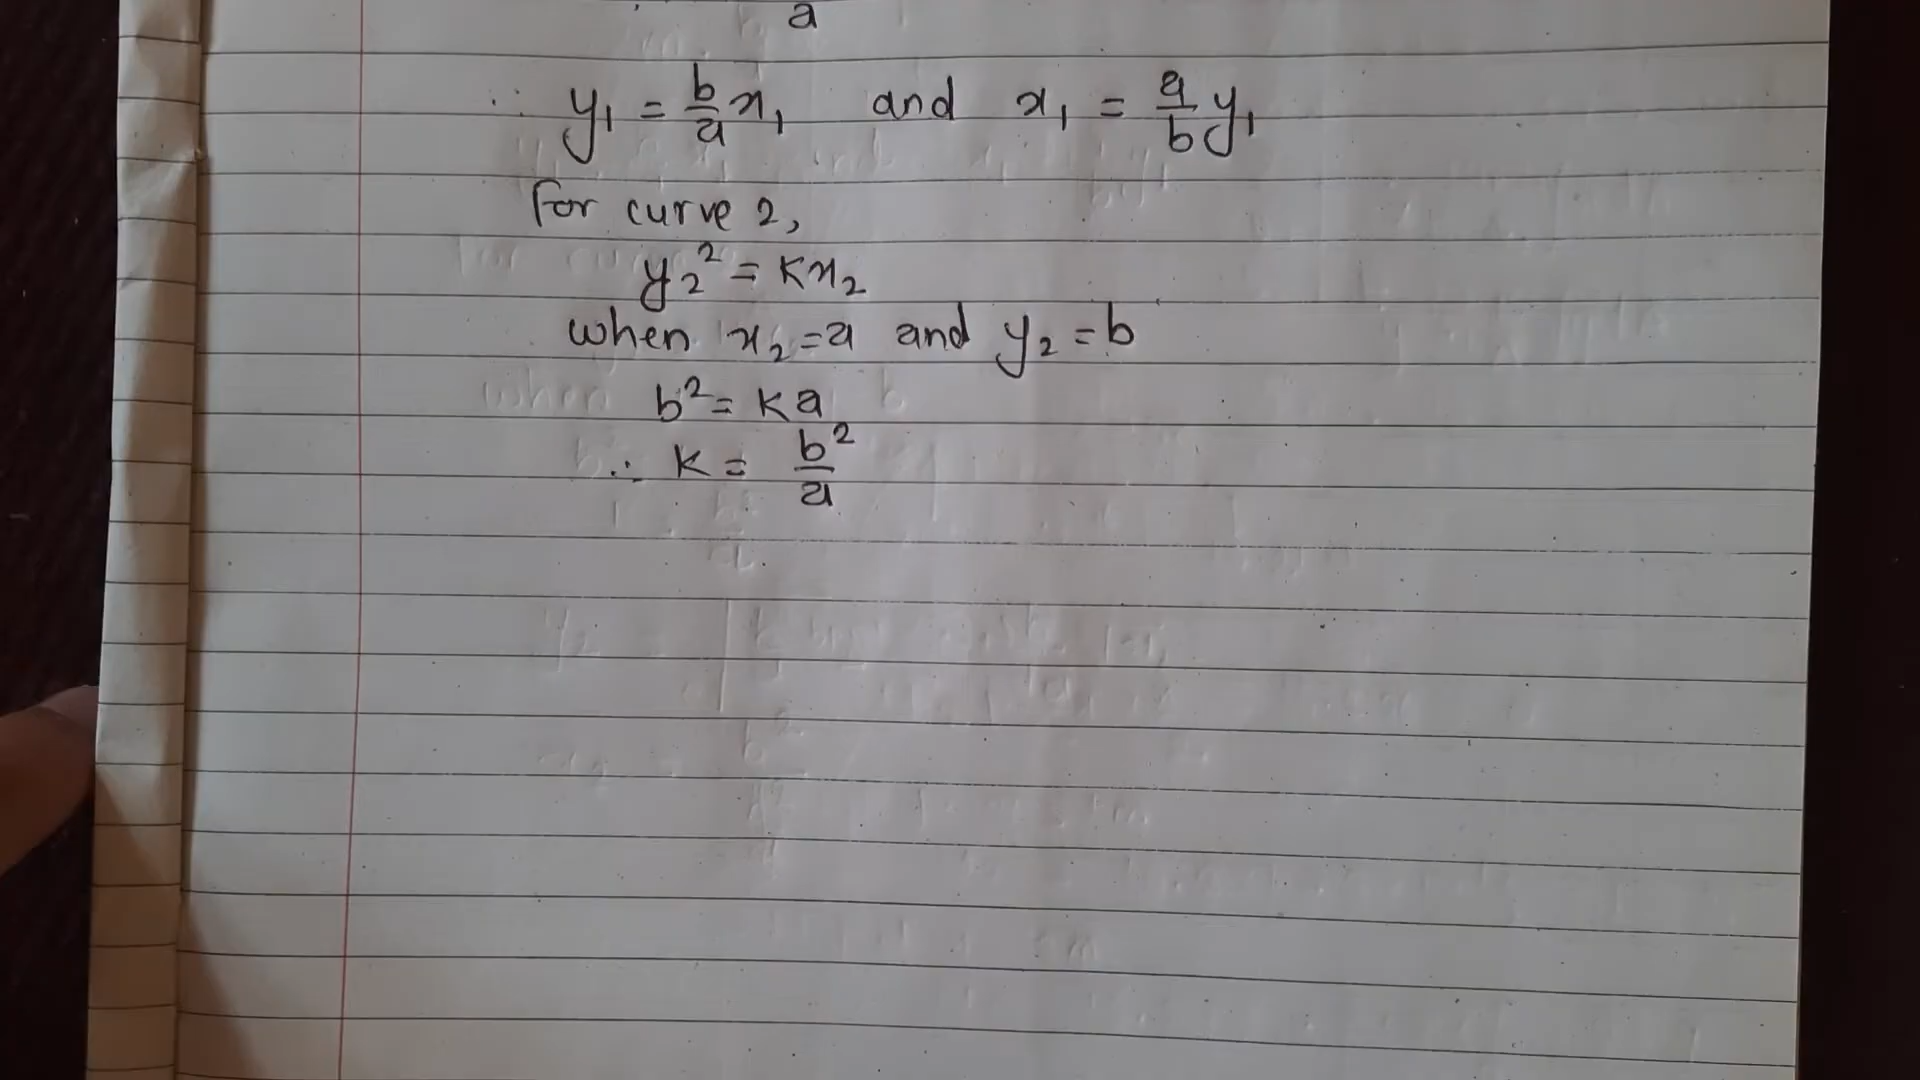 a
∴ y₁ = b/a x₁ and x₁ = a/b y₁
For curve 2,
y₂² = Kx₂
when x₂ = a and y₂ = b
b² = Ka
∴ K = b²/a